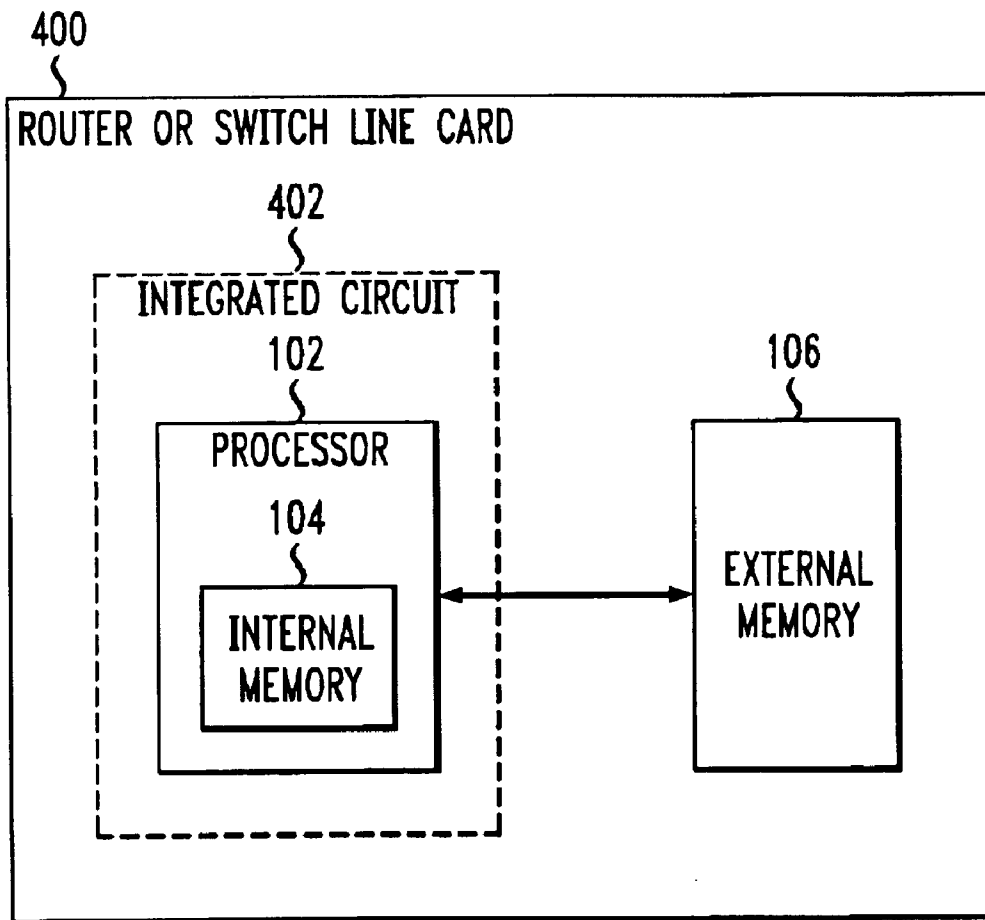 400
ROUTER OR SWITCH LINE CARD
402
INTEGRATED CIRCUIT
102
PROCESSOR
104
INTERNAL
MEMORY
106
EXTERNAL
MEMORY